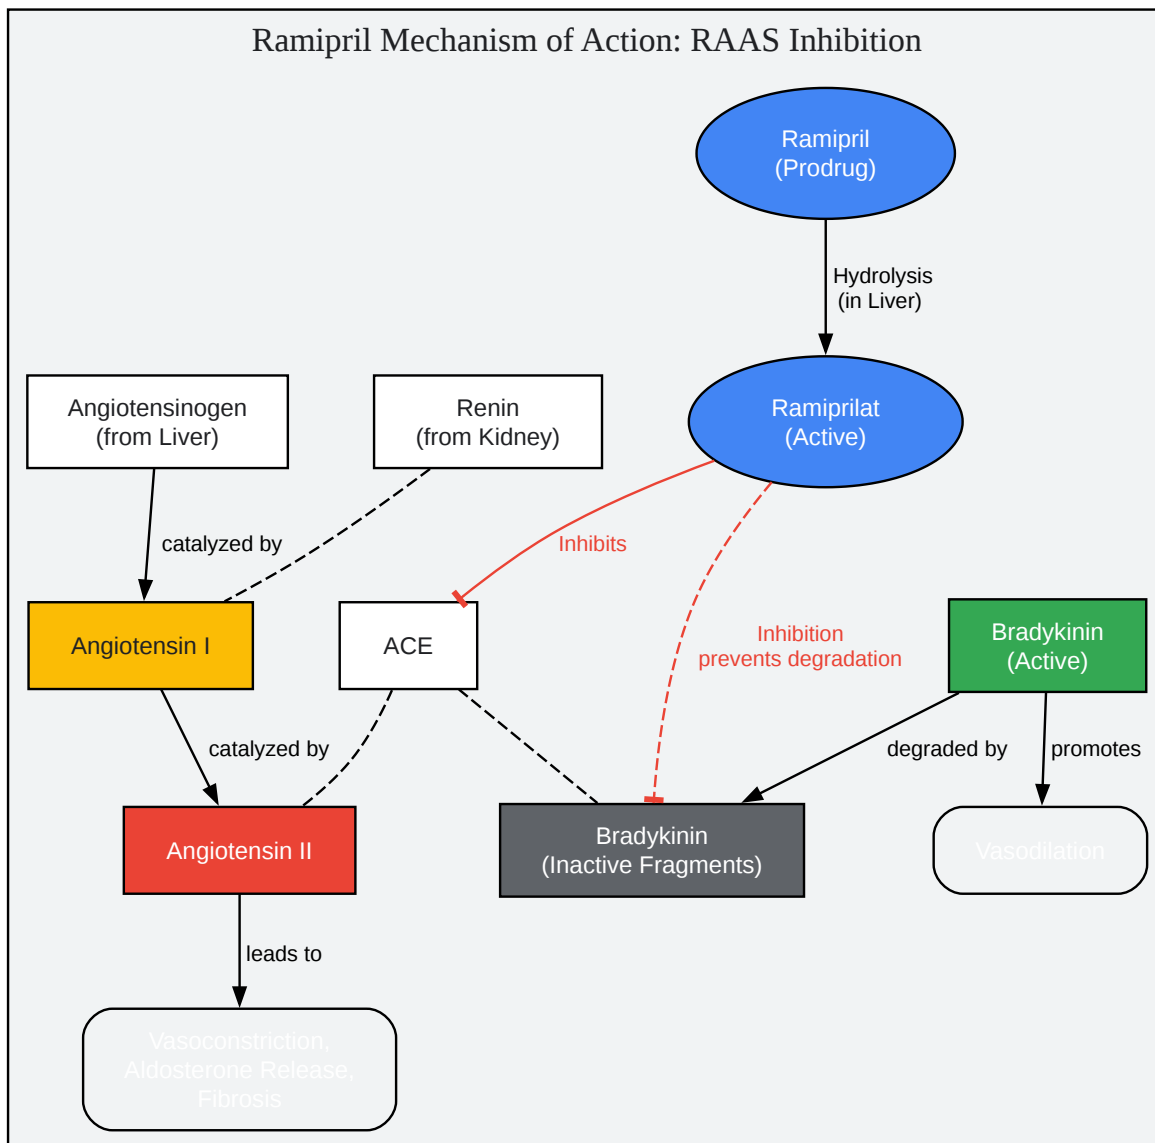 Ramipril Mechanism of Action: RAAS Inhibition
Ramipril
(Prodrug)
Hydrolysis
(in Liver)
Angiotensinogen
(from Liver)
Renin
(from Kidney)
Ramiprilat
(Active)
catalyzed by
Inhibits
Angiotensin I
ACE
Inhibition
prevents degradation
Bradykinin
(Active)
catalyzed by
degraded by
promotes
Angiotensin II
Bradykinin
(Inactive Fragments)
Vasodilation
leads to
Vasoconstriction,
Aldosterone Release,
Fibrosis